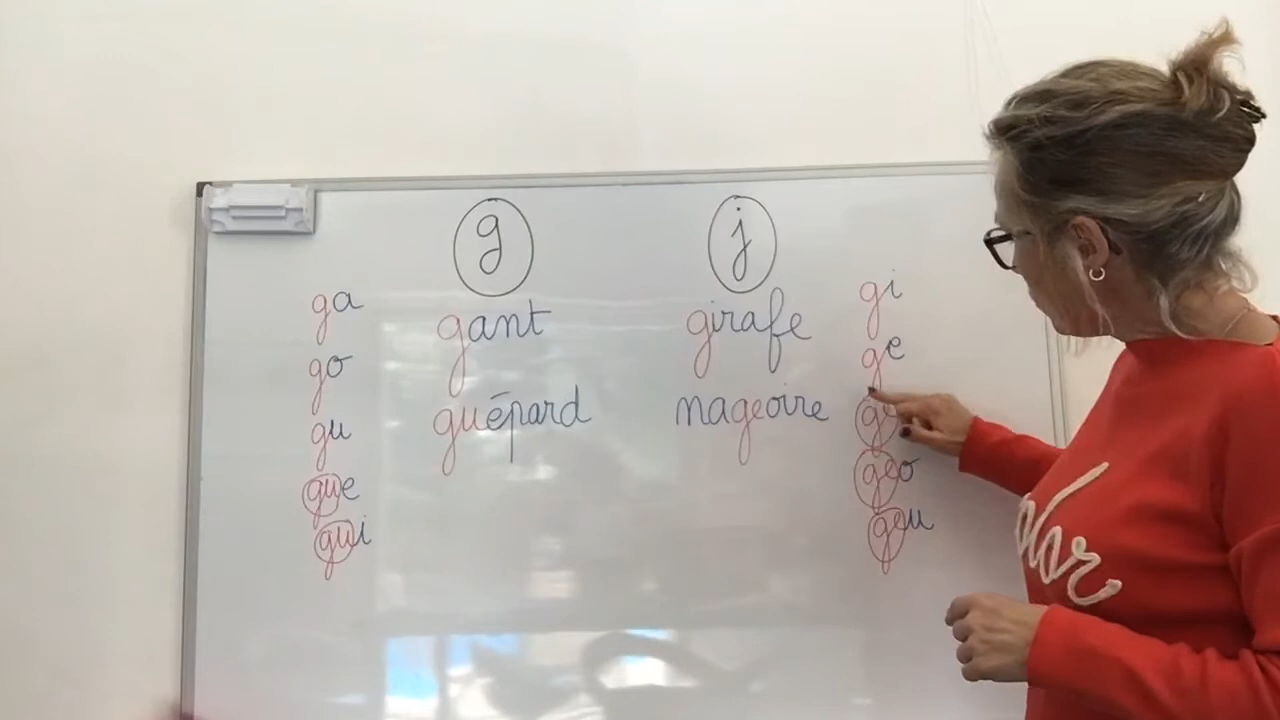 g j
ga gant girafe gi
go ge
gu guépard nageoire
gue geo
gui geu